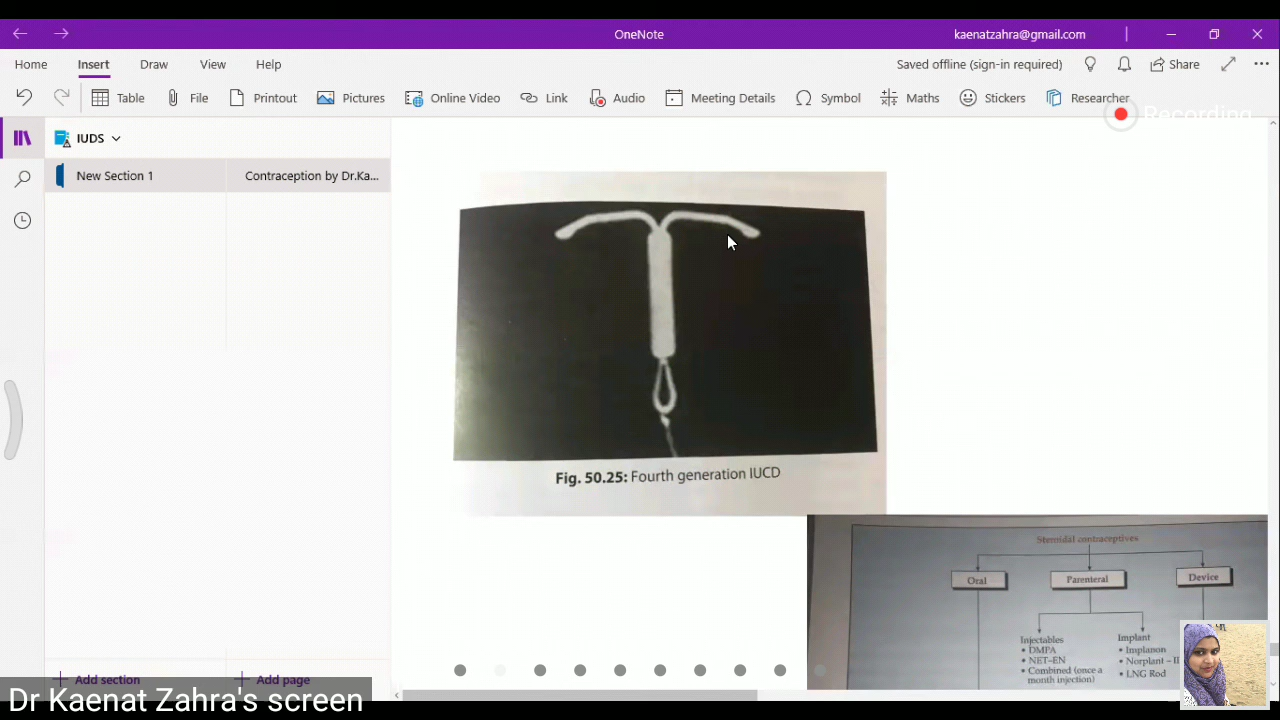 OneNote
kaenatzahra@gmail.com
Home Insert Draw View Help
Saved offline (sign-in required)
Share
Table File Printout Pictures Online Video Link Audio Meeting Details Symbol Maths Stickers Researcher
Recording
IUDS
New Section 1
Contraception by Dr.Ka...
Fig. 50.25: Fourth generation IUCD
Steroidal contraceptives
Oral Parenteral Device
Injectables
• DMPA
• NET–EN
• Combined (once a
month injection)
Implant
• Implanon
• Norplant – II
• LNG Rod
Add section
Add page
Dr Kaenat Zahra's screen